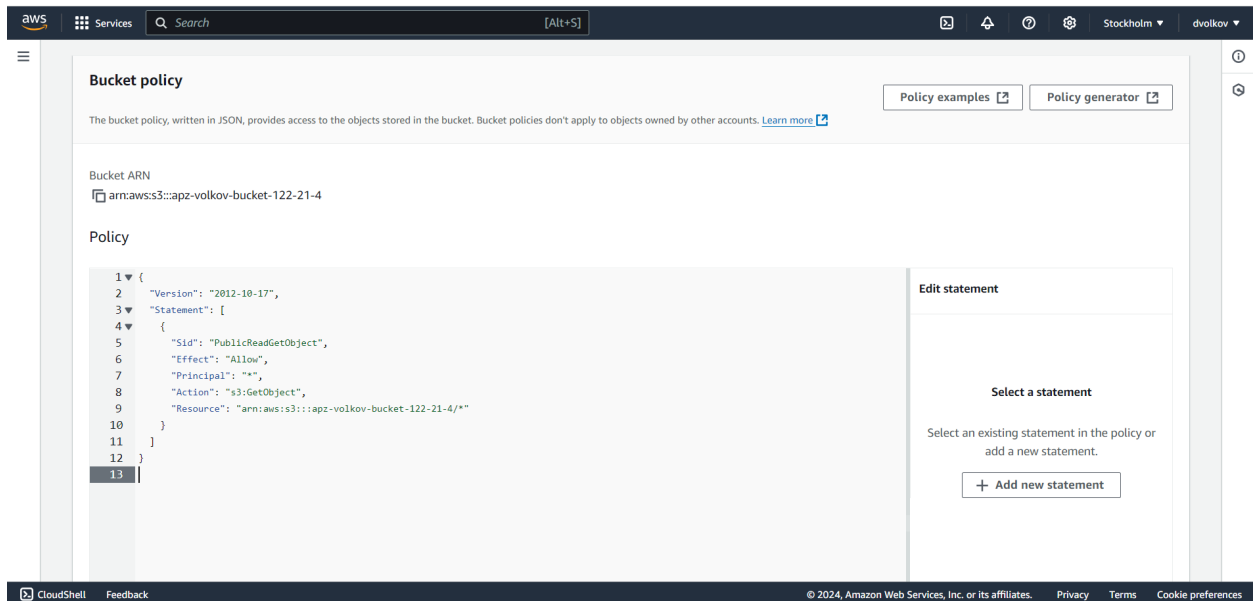 aws Services Search [Alt+S] Stockholm dvolkov
Bucket policy
Policy examples Policy generator
The bucket policy, written in JSON, provides access to the objects stored in the bucket. Bucket policies don't apply to objects owned by other accounts. Learn more
Bucket ARN
arn:aws:s3:::apz-volkov-bucket-122-21-4
Policy
1 {
2 "Version": "2012-10-17",
3 "Statement": [
4 {
5 "Sid": "PublicReadGetObject",
6 "Effect": "Allow",
7 "Principal": "*",
8 "Action": "s3:GetObject",
9 "Resource": "arn:aws:s3:::apz-volkov-bucket-122-21-4/*"
10 }
11 ]
12 }
13
Edit statement
Select a statement
Select an existing statement in the policy or
add a new statement.
+ Add new statement
CloudShell Feedback © 2024, Amazon Web Services, Inc. or its affiliates. Privacy Terms Cookie preferences